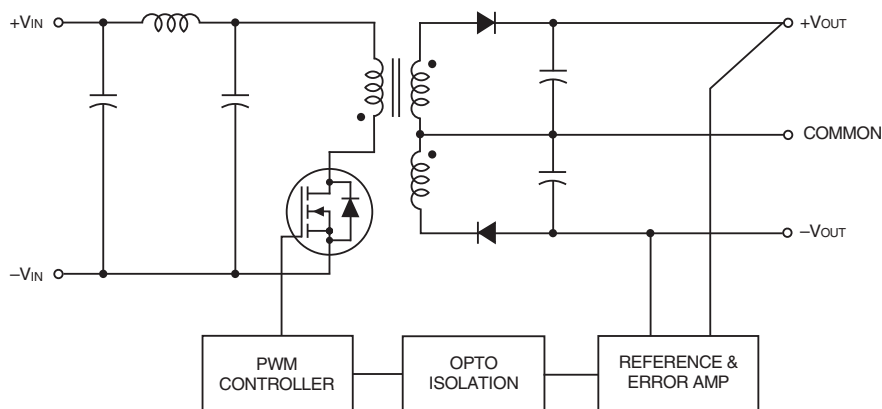 +VIN
+VOUT
COMMON
–VOUT
–VIN
PWM
CONTROLLER
OPTO
ISOLATION
REFERENCE &
ERROR AMP